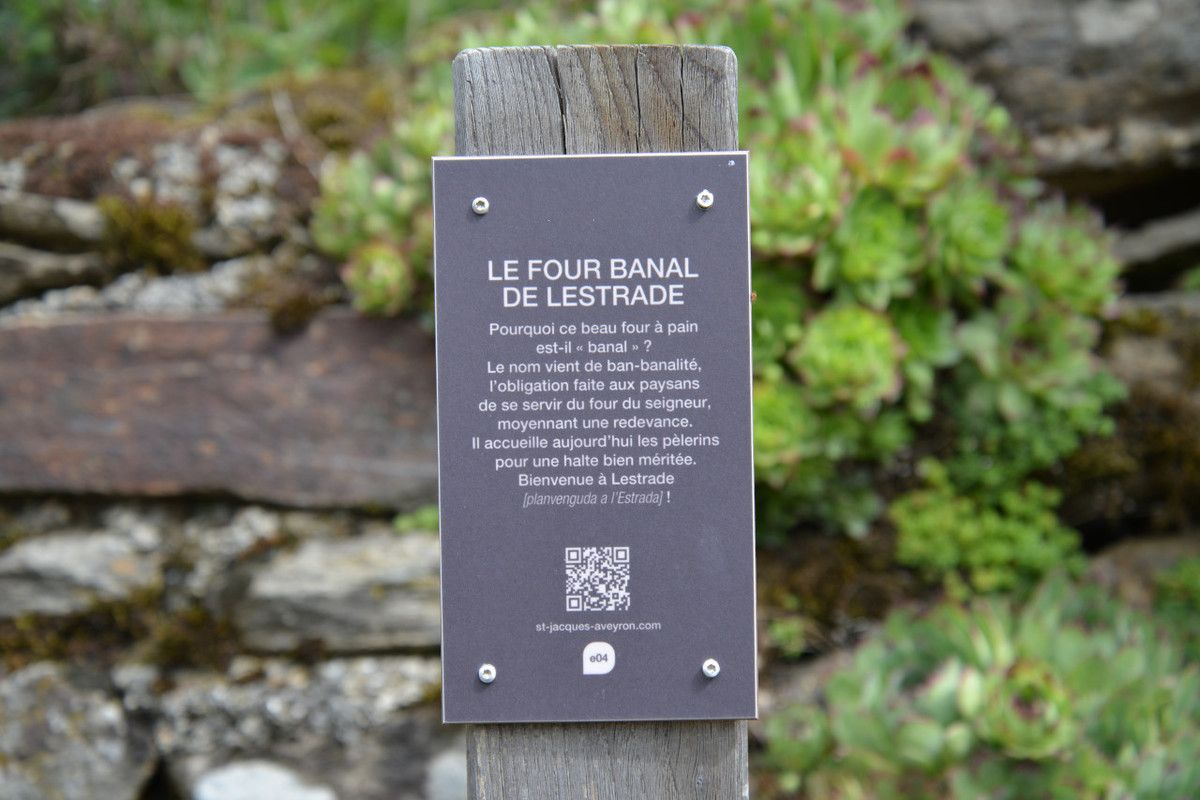 LE FOUR BANAL
DE LESTRADE
Pourquoi ce beau four à pain
est-il « banal » ?
Le nom vient de ban-banalité,
l'obligation faite aux paysans
de se servir du four du seigneur,
moyennant une redevance.
Il accueille aujourd'hui les pèlerins
pour une halte bien méritée.
Bienvenue à Lestrade
[planvenguda a l'Estrada] !
st-jacques-aveyron.com
e04